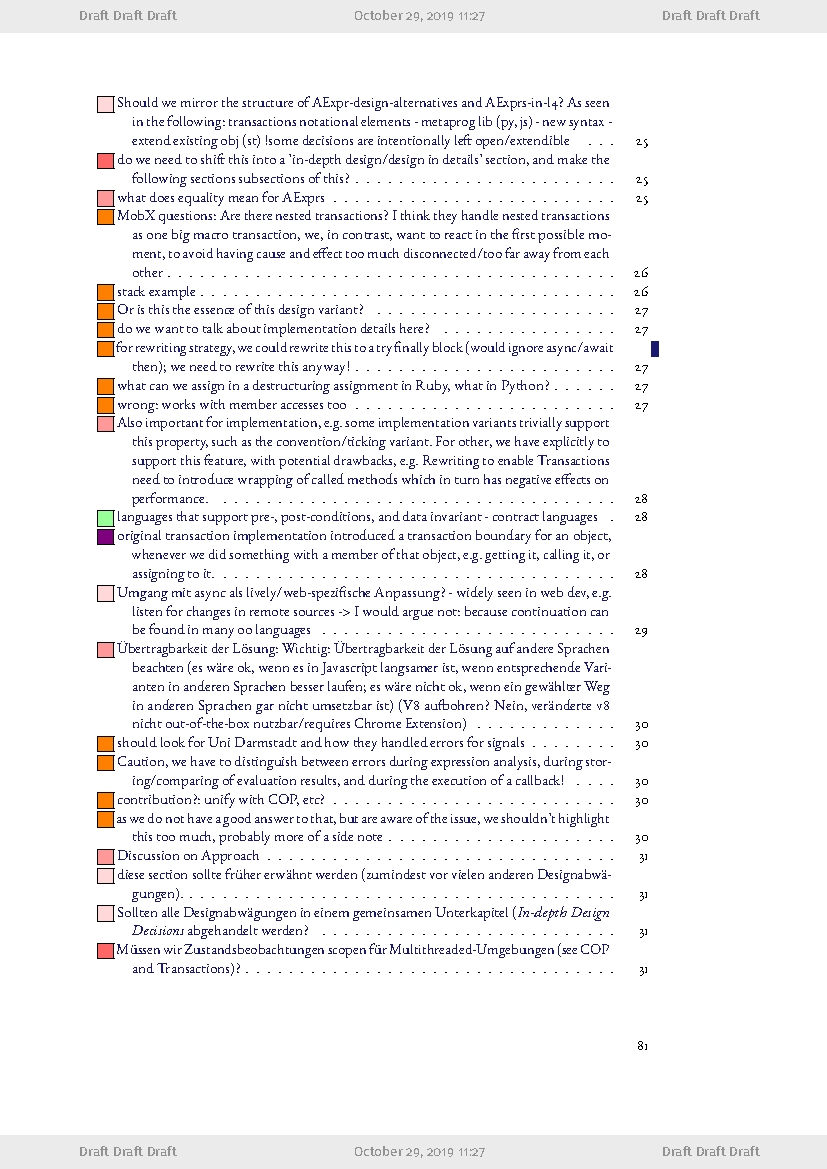 Draft Draft Draft October 29, 2019 11:27 Draft Draft Draft
Should we mirror the structure of AExpr-design-alternatives and AExprs-in-l4? As seen
in the following: transactions notational elements - metaprog lib (py, js) - new syntax -
extend existing obj (st) !some decisions are intentionally left open/extendible . . . 25
do we need to shift this into a 'in-depth design/design in details' section, and make the
following sections subsections of this? . . . . . . . . . . . . . . . . . . . . . . . . . . . . . 25
what does equality mean for AExprs . . . . . . . . . . . . . . . . . . . . . . . . . . . . . . . 25
MobX questions: Are there nested transactions? I think they handle nested transactions
as one big macro transaction, we, in contrast, want to react in the first possible mo-
ment, to avoid having cause and effect too much disconnected/too far away from each
other . . . . . . . . . . . . . . . . . . . . . . . . . . . . . . . . . . . . . . . . . . . . . . . . . . 26
stack example . . . . . . . . . . . . . . . . . . . . . . . . . . . . . . . . . . . . . . . . . . . . . . 26
Or is this the essence of this design variant? . . . . . . . . . . . . . . . . . . . . . . . . . . . 27
do we want to talk about implementation details here? . . . . . . . . . . . . . . . . . . . 27
for rewriting strategy, we could rewrite this to a try finally block (would ignore async/await
then); we need to rewrite this anyway! . . . . . . . . . . . . . . . . . . . . . . . . . . . . . 27
what can we assign in a destructuring assignment in Ruby, what in Python? . . . . . . 27
wrong: works with member accesses too . . . . . . . . . . . . . . . . . . . . . . . . . . . . . 27
Also important for implementation, e.g. some implementation variants trivially support
this property, such as the convention/ticking variant. For other, we have explicitly to
support this feature, with potential drawbacks, e.g. Rewriting to enable Transactions
need to introduce wrapping of called methods which in turn has negative effects on
performance. . . . . . . . . . . . . . . . . . . . . . . . . . . . . . . . . . . . . . . . . . . . . 28
languages that support pre-, post-conditions, and data invariant - contract languages . 28
original transaction implementation introduced a transaction boundary for an object,
whenever we did something with a member of that object, e.g. getting it, calling it, or
assigning to it. . . . . . . . . . . . . . . . . . . . . . . . . . . . . . . . . . . . . . . . . . . . 28
Umgang mit async als lively/web-spezifische Anpassung? - widely seen in web dev, e.g.
listen for changes in remote sources -> I would argue not: because continuation can
be found in many oo languages . . . . . . . . . . . . . . . . . . . . . . . . . . . . . . . . 29
Übertragbarkeit der Lösung: Wichtig: Übertragbarkeit der Lösung auf andere Sprachen
beachten (es wäre ok, wenn es in Javascript langsamer ist, wenn entsprechende Vari-
anten in anderen Sprachen besser laufen; es wäre nicht ok, wenn ein gewählter Weg
in anderen Sprachen gar nicht umsetzbar ist) (V8 aufbohren? Nein, veränderte v8
nicht out-of-the-box nutzbar/requires Chrome Extension) . . . . . . . . . . . . . . . . 30
should look for Uni Darmstadt and how they handled errors for signals . . . . . . . . 30
Caution, we have to distinguish between errors during expression analysis, during stor-
ing/comparing of evaluation results, and during the execution of a callback! . . . . 30
contribution?: unify with COP, etc? . . . . . . . . . . . . . . . . . . . . . . . . . . . . . . . 30
as we do not have a good answer to that, but are aware of the issue, we shouldn't highlight
this too much, probably more of a side note . . . . . . . . . . . . . . . . . . . . . . . . . 30
Discussion on Approach . . . . . . . . . . . . . . . . . . . . . . . . . . . . . . . . . . . . . . . 31
diese section sollte früher erwähnt werden (zumindest vor vielen anderen Designabwä-
gungen). . . . . . . . . . . . . . . . . . . . . . . . . . . . . . . . . . . . . . . . . . . . . . . . 31
Sollten alle Designabwägungen in einem gemeinsamen Unterkapitel (In-depth Design
Decisions abgehandelt werden? . . . . . . . . . . . . . . . . . . . . . . . . . . . . . . . . 31
Müssen wir Zustandsbeobachtungen scopen für Multithreaded-Umgebungen (see COP
and Transactions)? . . . . . . . . . . . . . . . . . . . . . . . . . . . . . . . . . . . . . . . . . 31
81
Draft Draft Draft October 29, 2019 11:27 Draft Draft Draft